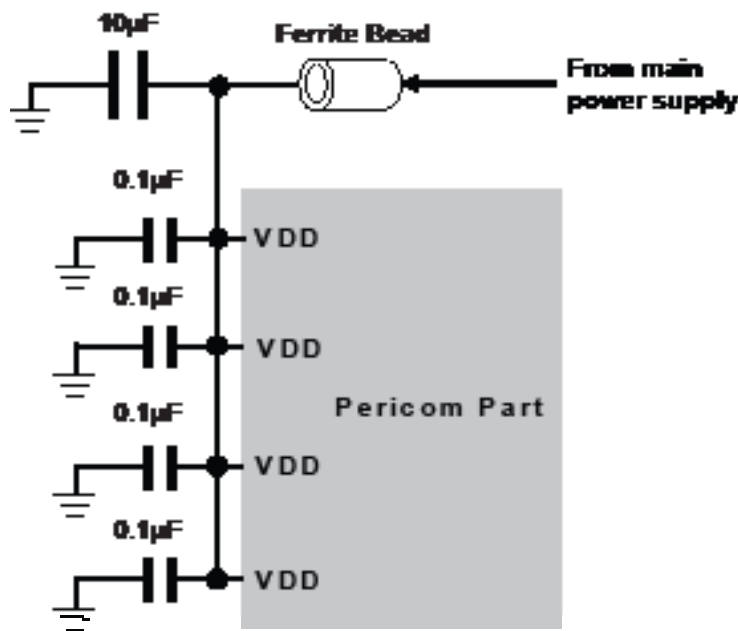 10µF
Ferrite Bead
From main
power supply
0.1µF
VDD
0.1µF
VDD
Pericom Part
0.1µF
VDD
0.1µF
VDD